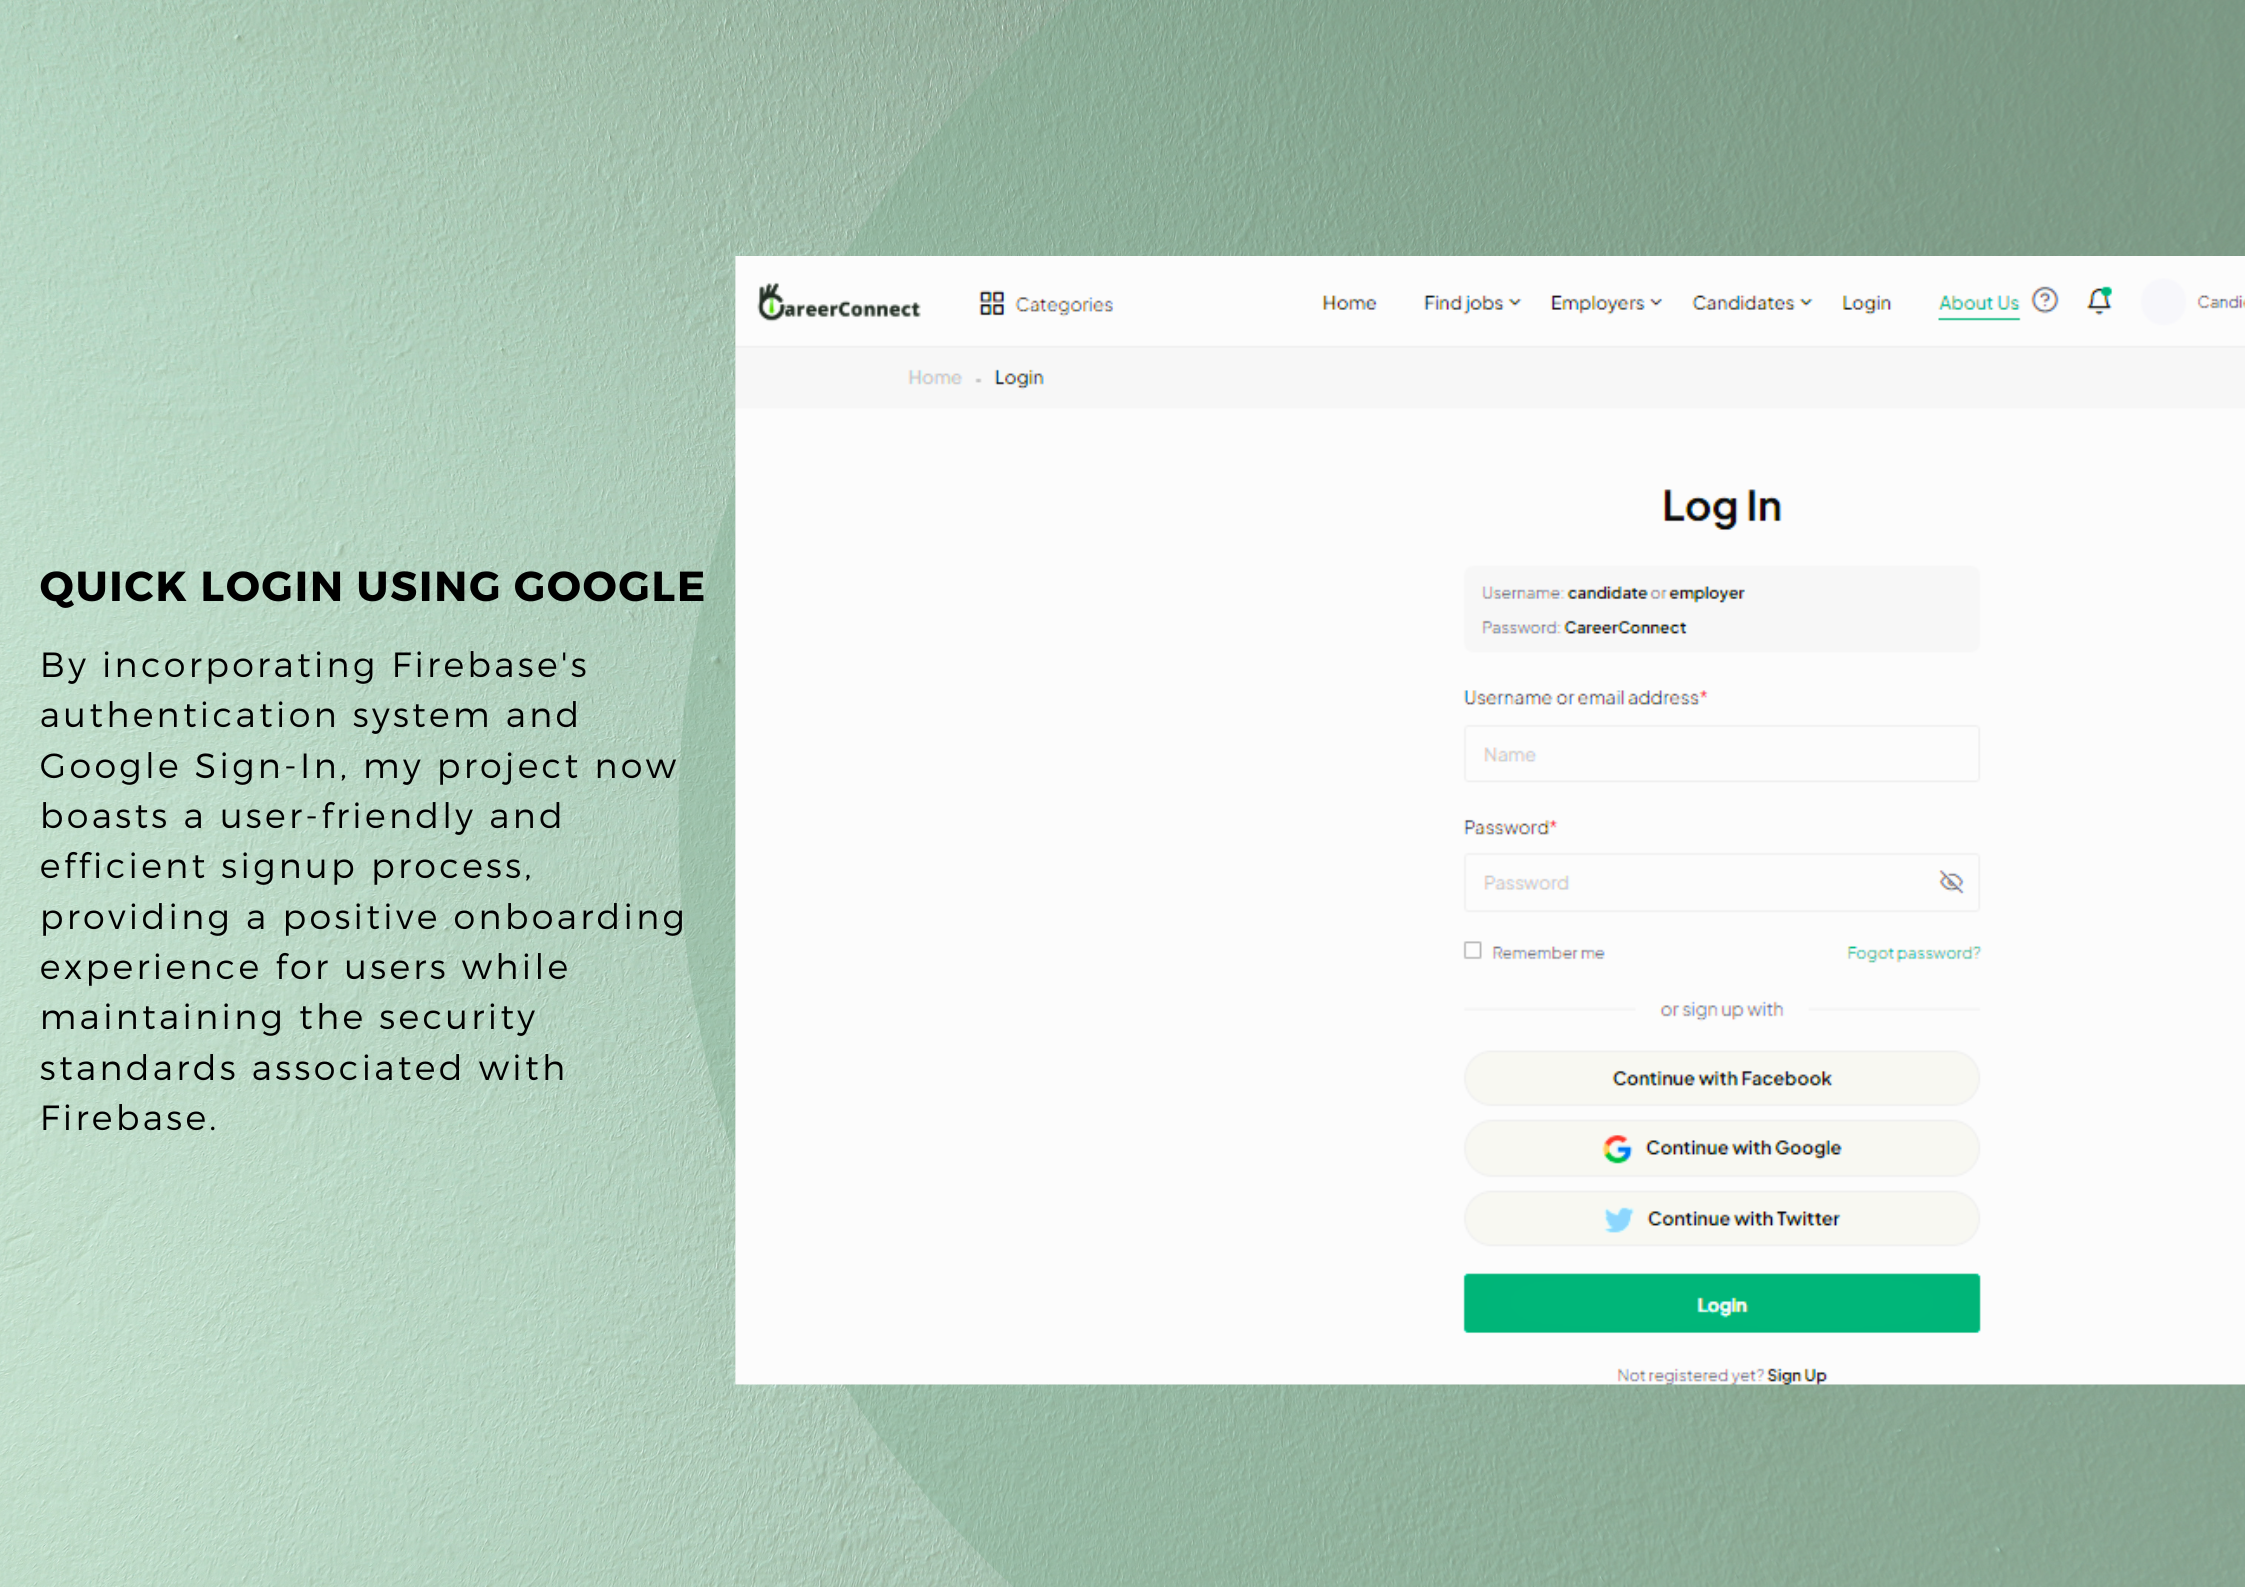 QUICK LOGIN USING GOOGLE
By incorporating Firebase's
authentication system and
Google Sign-In, my project now
boasts a user-friendly and
efficient signup process,
providing a positive onboarding
experience for users while
maintaining the security
standards associated with
Firebase.
CareerConnect
Categories
Home
Find jobs
Employers
Candidates
Login
About Us
Candi
Home - Login
Log In
Username: candidate or employer
Password: CareerConnect
Username or email address*
Name
Password*
Password
Remember me
Fogot password?
or sign up with
Continue with Facebook
Continue with Google
Continue with Twitter
Login
Not registered yet? Sign Up